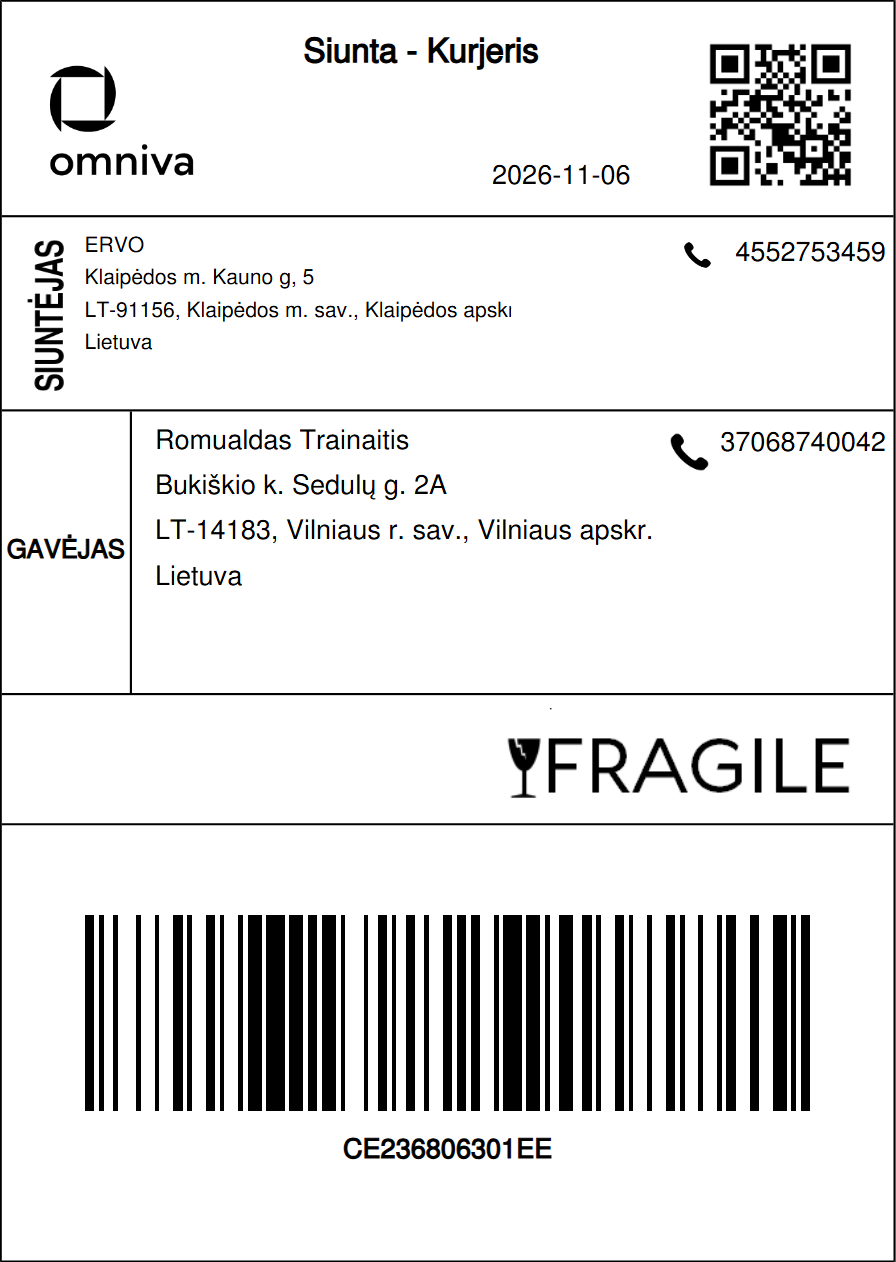 Siunta - Kurjeris
omniva
2026-11-06
SIUNTĖJAS
ERVO
Klaipėdos m. Kauno g, 5
LT-91156, Klaipėdos m. sav., Klaipėdos apskr
Lietuva
4552753459
GAVĖJAS
Romualdas Trainaitis
Bukiškio k. Sedulų g. 2A
LT-14183, Vilniaus r. sav., Vilniaus apskr.
Lietuva
37068740042
FRAGILE
CE236806301EE